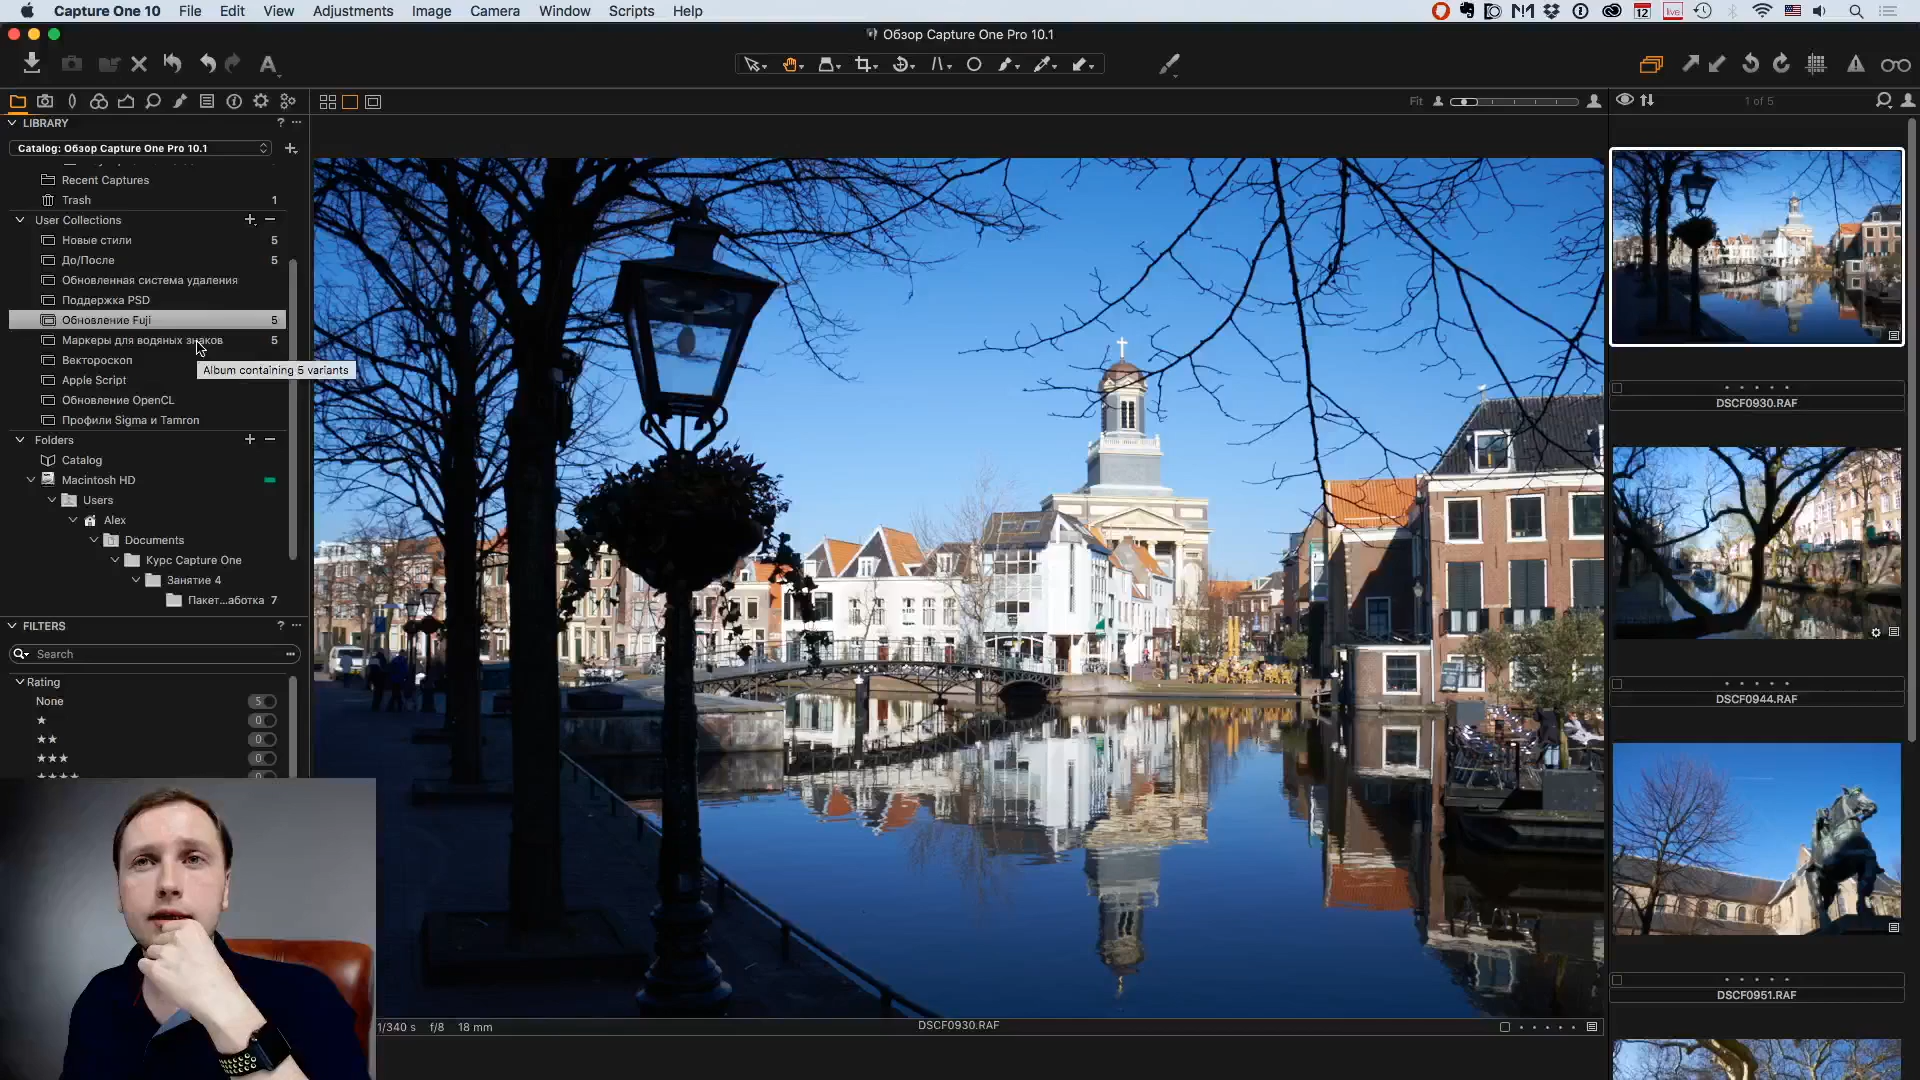 Capture One 10 File Edit View Adjustments Image Camera Window Scripts Help
12 live
Обзор Capture One Pro 10.1
A
Fit
1 of 5
LIBRARY ? ...
Catalog: Обзор Capture One Pro 10.1
Recent Captures
Trash 1
User Collections
Новые стили 5
До/После 5
Обновленная система удаления
Поддержка PSD
Обновление Fuji 5
Маркеры для водяных знаков 5
Вектороскоп
Album containing 5 variants
Apple Script
Обновление OpenCL
Профили Sigma и Tamron
Folders
Catalog
Macintosh HD
Users
Alex
Documents
Курс Capture One
Занятие 4
Пакет...аботка 7
FILTERS ? ...
Search
Rating
None 5
★ 0
★★ 0
★★★ 0
★★★★ 0
1/340 s f/8 18 mm
DSCF0930.RAF
DSCF0930.RAF
DSCF0944.RAF
DSCF0951.RAF